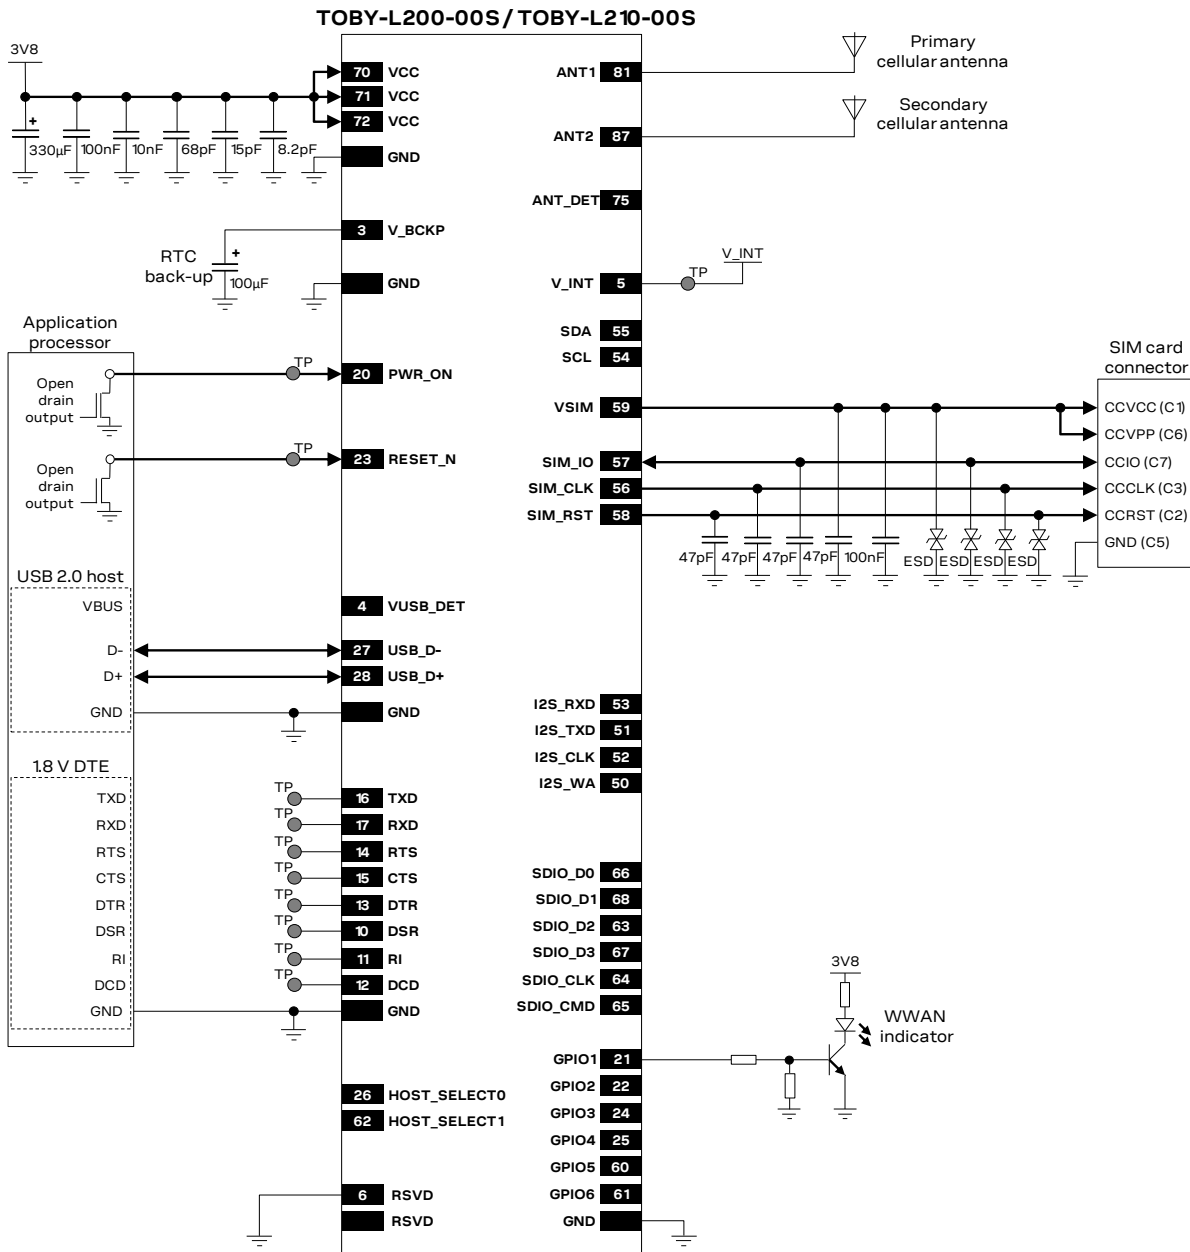 TOBY-L200-00S / TOBY-L210-00S
3V8
330µF
100nF
10nF
68pF
15pF
8.2pF
70 VCC
71 VCC
72 VCC
GND
3 V_BCKP
RTC
back-up
100µF
GND
Application
processor
Open
drain
output
TP
20 PWR_ON
Open
drain
output
TP
23 RESET_N
USB 2.0 host
VBUS
D-
D+
GND
4 VUSB_DET
27 USB_D-
28 USB_D+
GND
1.8 V DTE
TXD
RXD
RTS
CTS
DTR
DSR
RI
DCD
GND
TP
TP
TP
TP
TP
TP
TP
TP
16 TXD
17 RXD
14 RTS
15 CTS
13 DTR
10 DSR
11 RI
12 DCD
GND
26 HOST_SELECT0
62 HOST_SELECT1
6 RSVD
RSVD
ANT1 81
Primary
cellular antenna
ANT2 87
Secondary
cellular antenna
ANT_DET 75
V_INT 5
TP
V_INT
SDA 55
SCL 54
VSIM 59
SIM_IO 57
SIM_CLK 56
SIM_RST 58
47pF
47pF
47pF
47pF
100nF
ESD
ESD
ESD
ESD
SIM card
connector
CCVCC (C1)
CCVPP (C6)
CCIO (C7)
CCCLK (C3)
CCRST (C2)
GND (C5)
I2S_RXD 53
I2S_TXD 51
I2S_CLK 52
I2S_WA 50
SDIO_D0 66
SDIO_D1 68
SDIO_D2 63
SDIO_D3 67
SDIO_CLK 64
SDIO_CMD 65
GPIO1 21
GPIO2 22
GPIO3 24
GPIO4 25
GPIO5 60
GPIO6 61
GND
3V8
WWAN
indicator